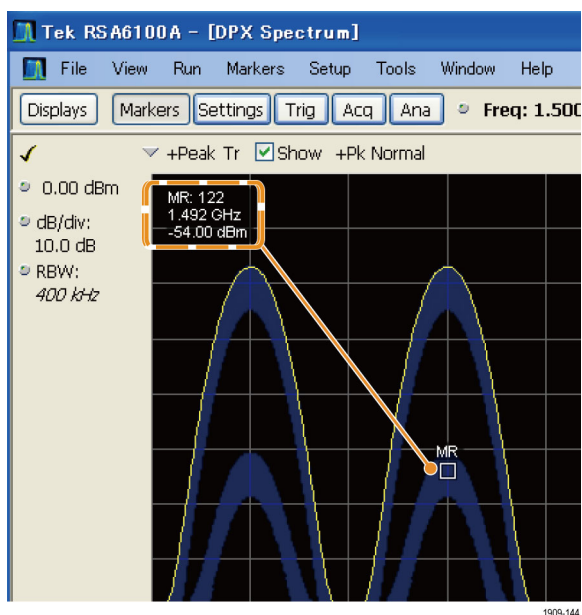 Tek RSA6100A - [DPX Spectrum]
File View Run Markers Setup Tools Window Help
Displays Markers Settings Trig Acq Ana Freq: 1.500
+Peak Tr Show +Pk Normal
0.00 dBm
dB/div:
10.0 dB
RBW:
400 kHz
MR: 122
1.492 GHz
-54.00 dBm
MR
1909-144